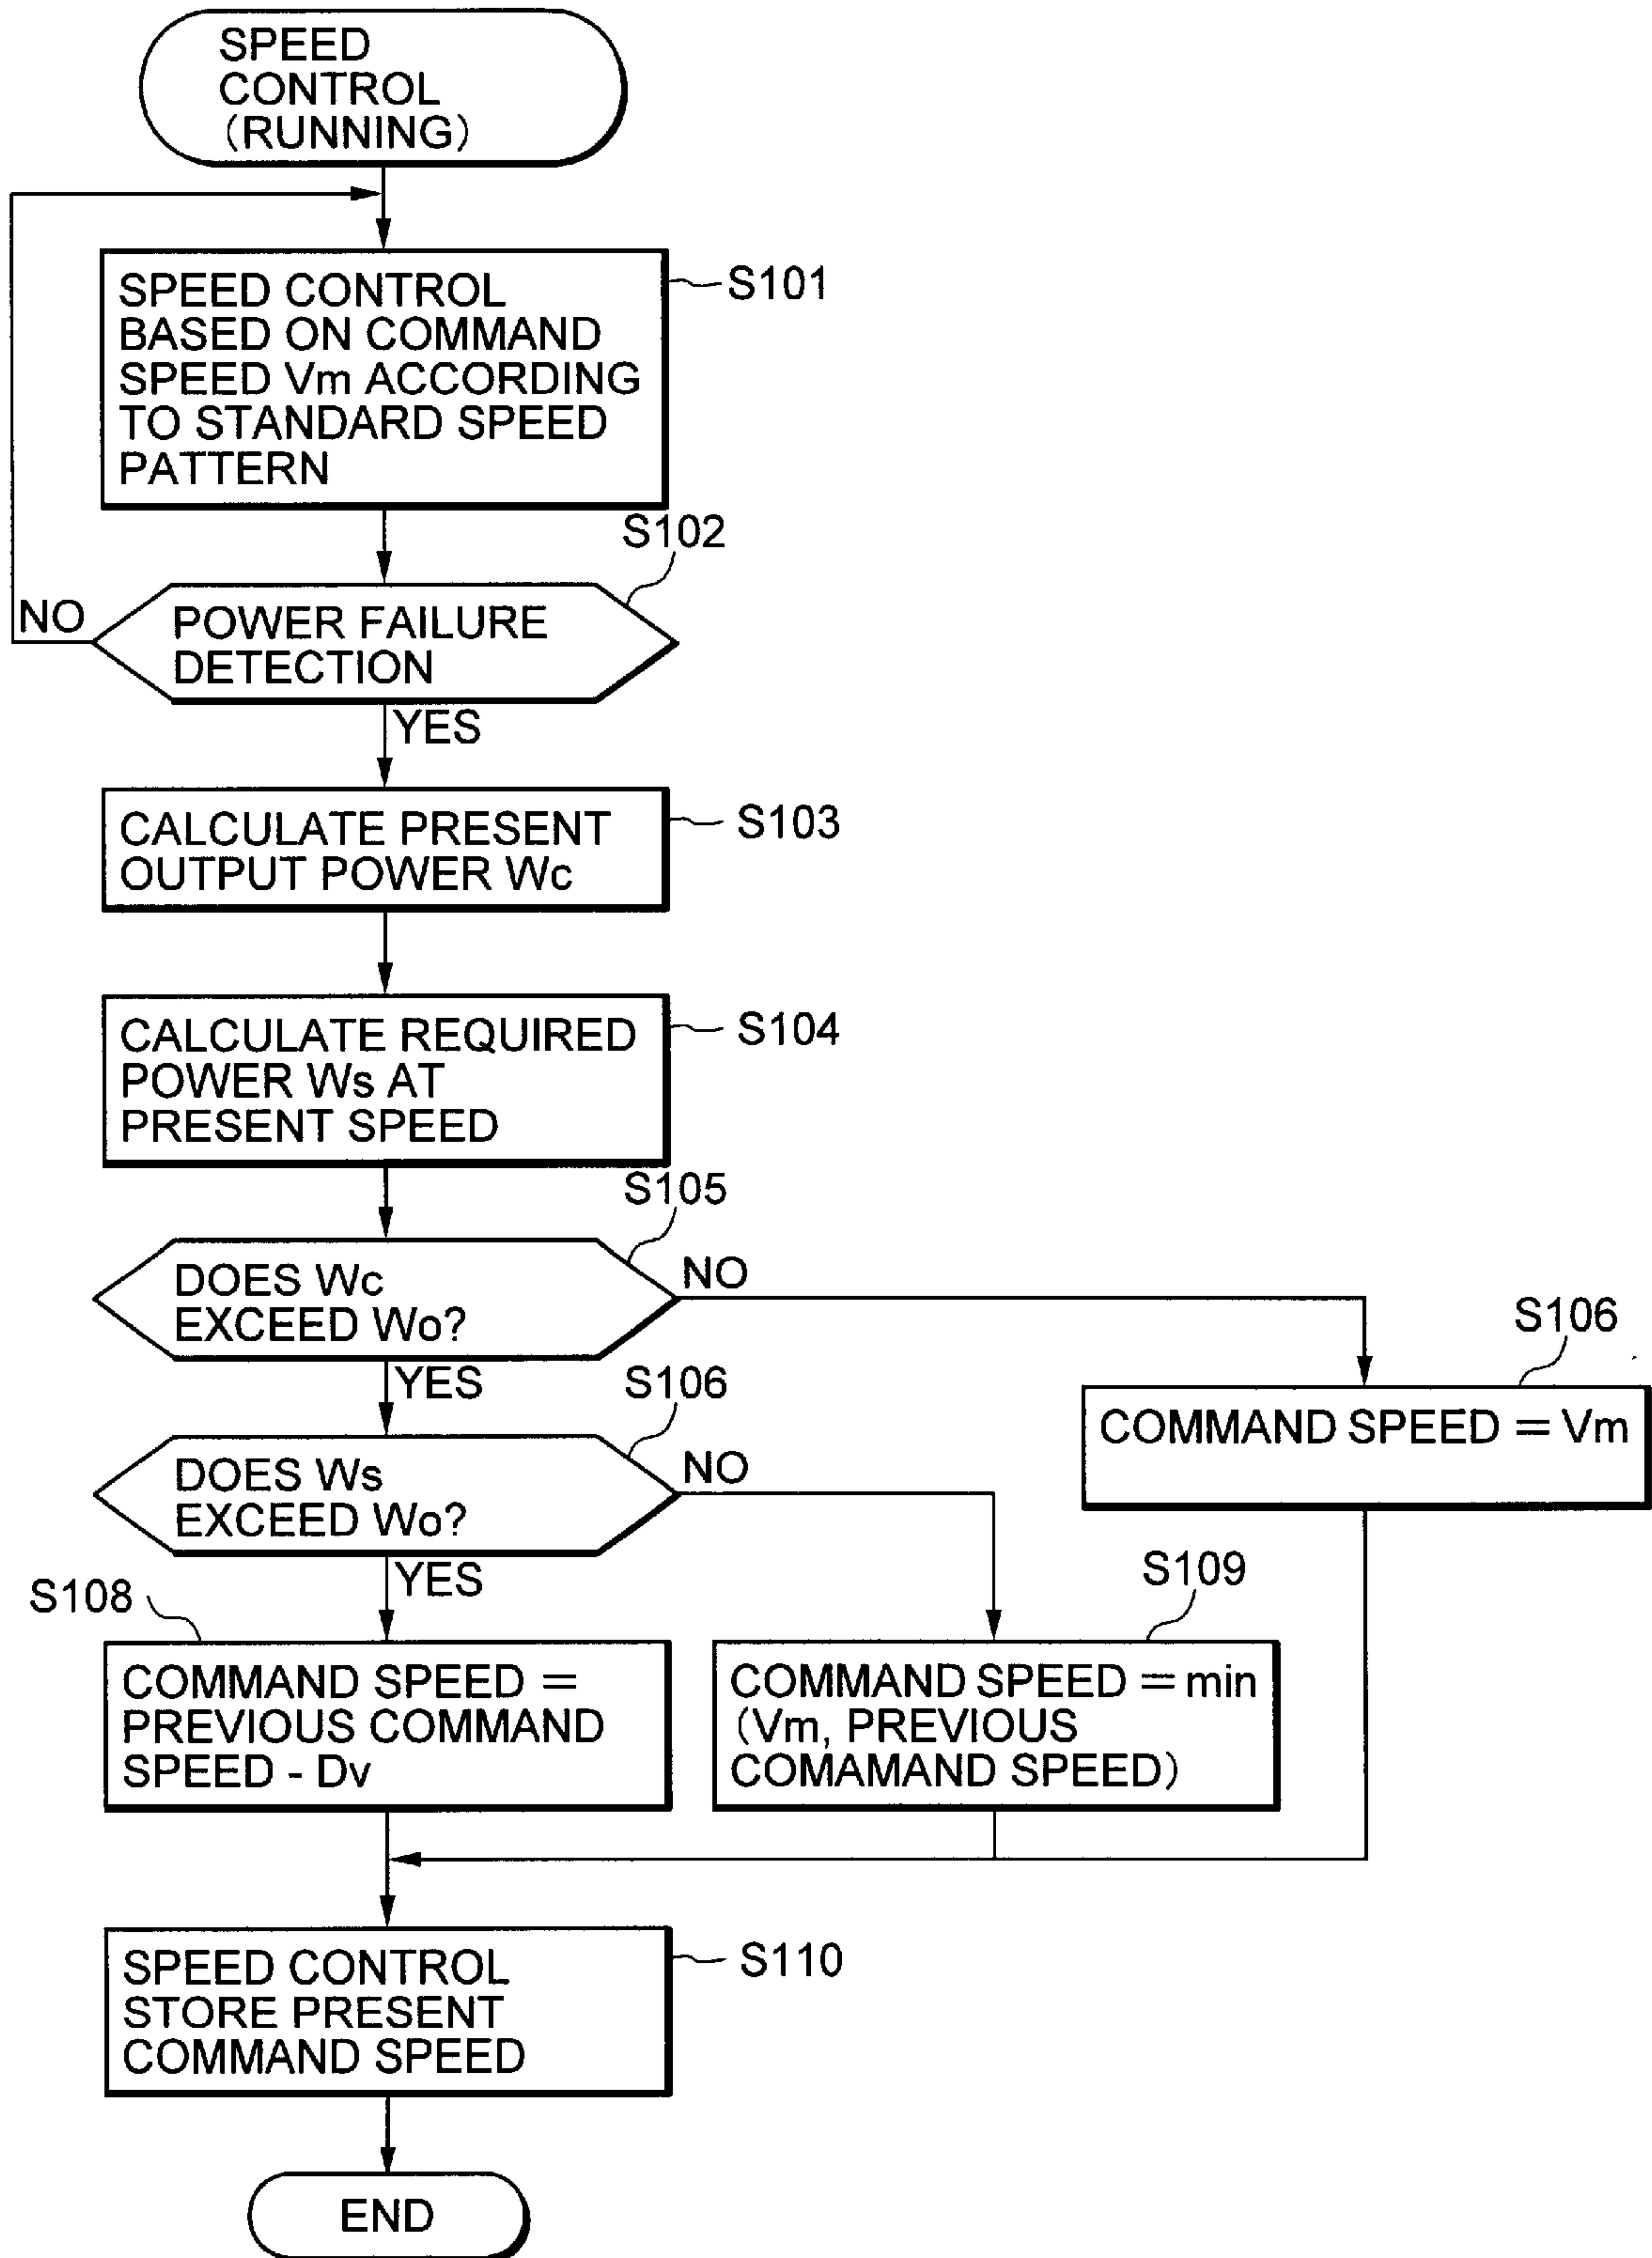 SPEED
CONTROL
(RUNNING)
SPEED CONTROL
BASED ON COMMAND
SPEED Vm ACCORDING
TO STANDARD SPEED
PATTERN
S101
S102
NO
POWER FAILURE
DETECTION
YES
CALCULATE PRESENT
OUTPUT POWER Wc
S103
CALCULATE REQUIRED
POWER Ws AT
PRESENT SPEED
S104
S105
DOES Wc
EXCEED Wo?
NO
YES
S106
COMMAND SPEED = Vm
S106
DOES Ws
EXCEED Wo?
NO
YES
S108
COMMAND SPEED =
PREVIOUS COMMAND
SPEED - Dv
S109
COMMAND SPEED = min
(Vm, PREVIOUS
COMAMAND SPEED)
SPEED CONTROL
STORE PRESENT
COMMAND SPEED
S110
END